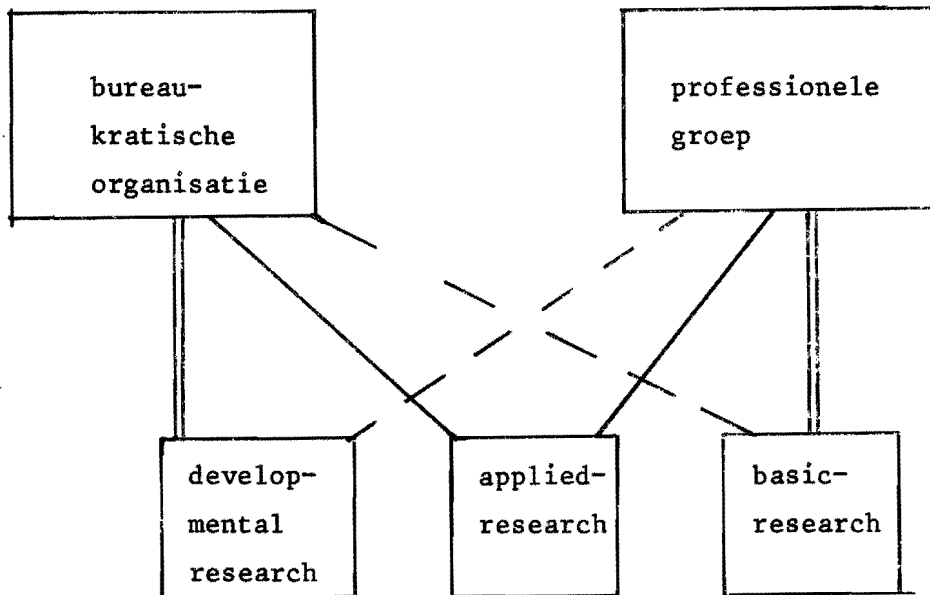 bureau-
kratische
organisatie
professionele
groep
develop-
mental
research
applied-
research
basic-
research